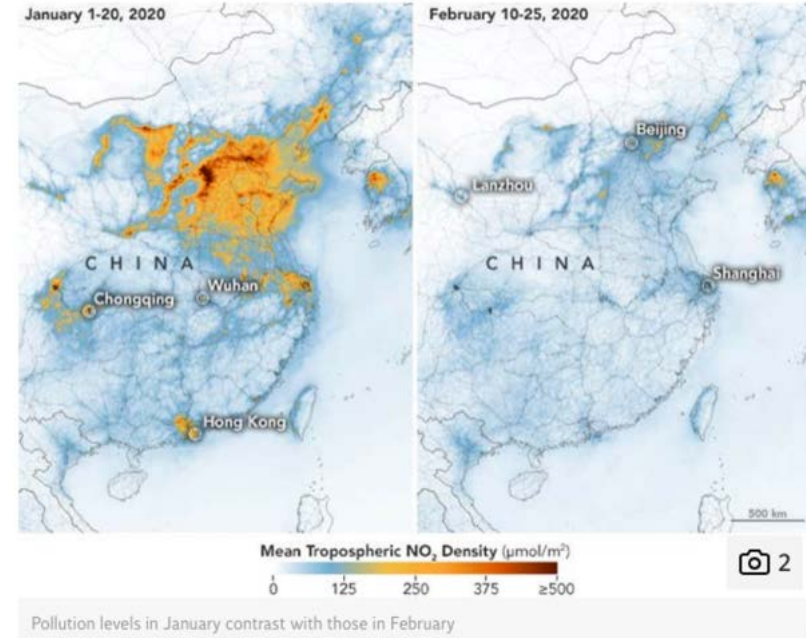 January 1-20, 2020
February 10-25, 2020
Beijing
Lanzhou
CHINA
CHINA
Shanghai
Wuhan
Chongqing
Hong Kong
500 km
Mean Tropospheric NO₂ Density (μmol/m²)
0 125 250 375 ≥500
2
Pollution levels in January contrast with those in February